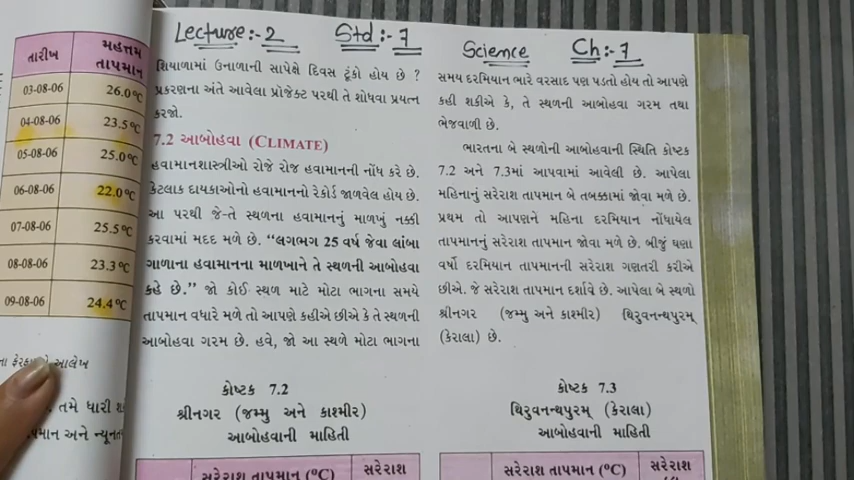 Lecture:-2 Std:-7 Science Ch:-7
તારીખ મહત્તમ તાપમાન
03-08-06 26.0°C
04-08-06 23.5°C
05-08-06 25.0°C
06-08-06 22.0°C
07-08-06 25.5°C
08-08-06 23.3°C
09-08-06 24.4°C
આલેખ
તમે ધારી
અને
શિયાળામાં ઉનાળાની સાપેક્ષે દિવસ ટૂંકો હોય છે ?
પ્રકરણના અંતે આવેલા પ્રોજેક્ટ પરથી તે શોધવા પ્રયત્ન
કરજો.
7.2 આબોહવા (CLIMATE)
હવામાનશાસ્ત્રીઓ રોજે રોજ હવામાનની નોંધ કરે છે.
કેટલાક દાયકાઓનો હવામાનનો રેકોર્ડ જાળવેલ હોય છે.
આ પરથી જે-તે સ્થળના હવામાનનું માળખું નક્કી
કરવામાં મદદ મળે છે. “લગભગ 25 વર્ષ જેવા લાંબા
ગાળાના હવામાનના માળખાને તે સ્થળની આબોહવા
કહે છે.” જો કોઈ સ્થળ માટે મોટા ભાગના સમયે
તાપમાન વધારે મળે તો આપણે કહીએ છીએ કે તે સ્થળની
આબોહવા ગરમ છે. હવે, જો આ સ્થળે મોટા ભાગના
કોષ્ટક 7.2
શ્રીનગર (જમ્મુ અને કાશ્મીર)
આબોહવાની માહિતી
સરેરાશ તાપમાન (°C) સરેરાશ
સમય દરમિયાન ભારે વરસાદ પણ પડતો હોય તો આપણે
કહી શકીએ કે, તે સ્થળની આબોહવા ગરમ તથા
ભેજવાળી છે.
ભારતના બે સ્થળોની આબોહવાની સ્થિતિ કોષ્ટક
7.2 અને 7.3માં આપવામાં આવેલી છે. આપેલા
મહિનાનું સરેરાશ તાપમાન બે તબક્કામાં જોવા મળે છે.
પ્રથમ તો આપણને મહિના દરમિયાન નોંધાયેલ
તાપમાનનું સરેરાશ તાપમાન જોવા મળે છે. બીજું ઘણા
વર્ષો દરમિયાન તાપમાનની સરેરાશ ગણતરી કરીએ
છીએ. જે સરેરાશ તાપમાન દર્શાવે છે. આપેલા બે સ્થળો
શ્રીનગર (જમ્મુ અને કાશ્મીર) થિરુવનન્થપુરમ્
(કેરાલા) છે.
કોષ્ટક 7.3
થિરુવનન્થપુરમ્ (કેરાલા)
આબોહવાની માહિતી
સરેરાશ તાપમાન (°C) સરેરાશ